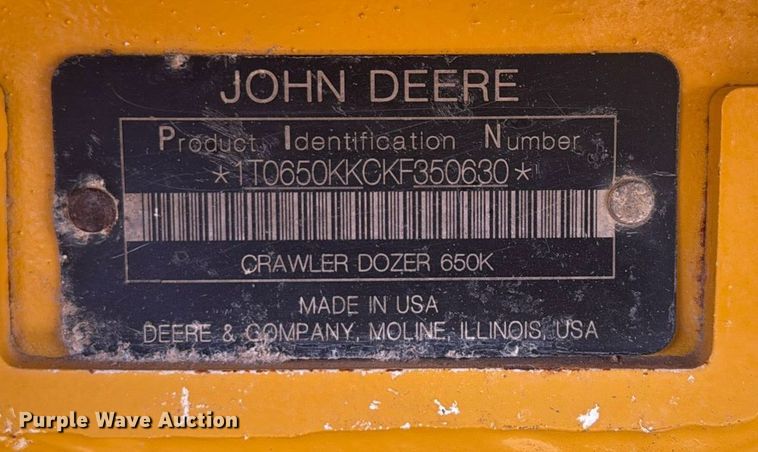 JOHN DEERE
Product Identification Number
*1T0650KKCKF350630*
CRAWLER DOZER 650K
MADE IN USA
DEERE & COMPANY, MOLINE, ILLINOIS, USA
Purple Wave Auction